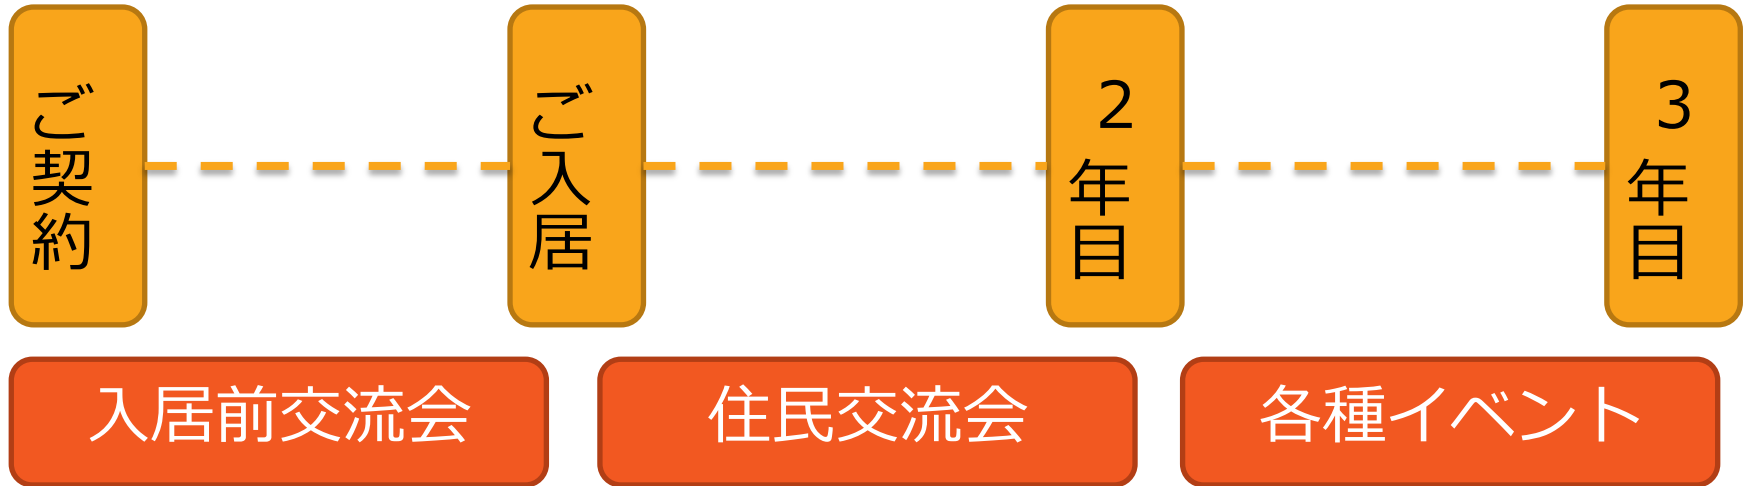 ご契約
ご入居
2年目
3年目
入居前交流会
住民交流会
各種イベント